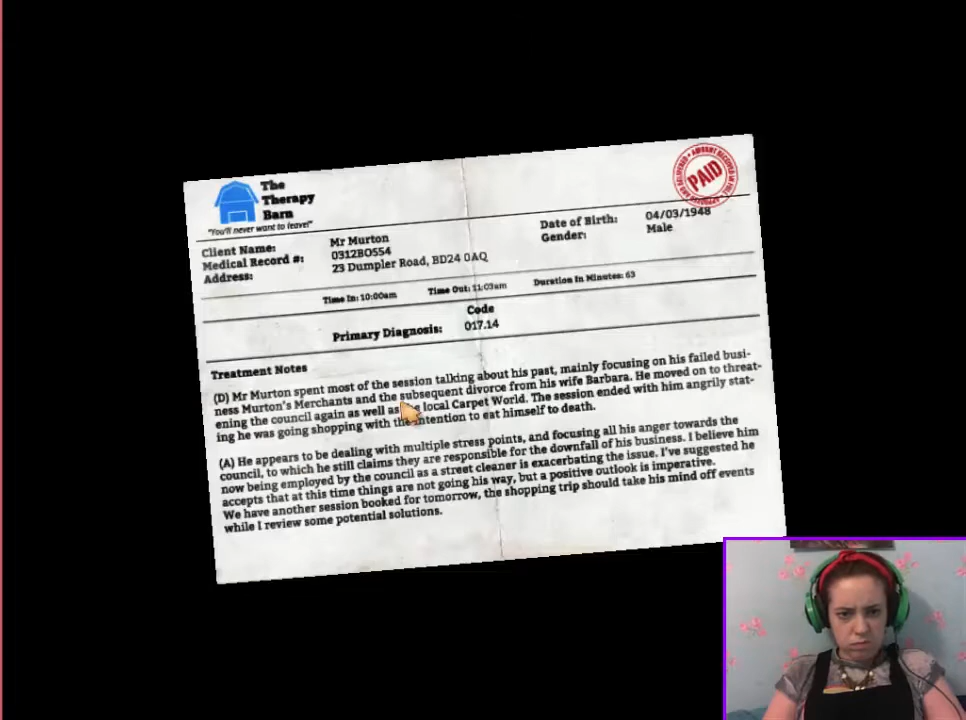 The
Therapy
Barn
"You'll never want to leave!"
PAID
Client Name: Mr Murton
Medical Record #: 0312BO554
Address: 23 Dumpler Road, BD24 0AQ
Date of Birth: 04/03/1948
Gender: Male
Time In: 10:00am Time Out: 11:03am Duration In Minutes: 63
Code
Primary Diagnosis: 017.14
Treatment Notes
(D) Mr Murton spent most of the session talking about his past, mainly focusing on his failed busi-
ness Murton's Merchants and the subsequent divorce from his wife Barbara. He moved on to threat-
ening the council again as well as local Carpet World. The session ended with him angrily stat-
ing he was going shopping with the intention to eat himself to death.
(A) He appears to be dealing with multiple stress points, and focusing all his anger towards the
council, to which he still claims they are responsible for the downfall of his business. I believe him
now being employed by the council as a street cleaner is exacerbating the issue. I've suggested he
accepts that at this time things are not going his way, but a positive outlook is imperative.
We have another session booked for tomorrow, the shopping trip should take his mind off events
while I review some potential solutions.